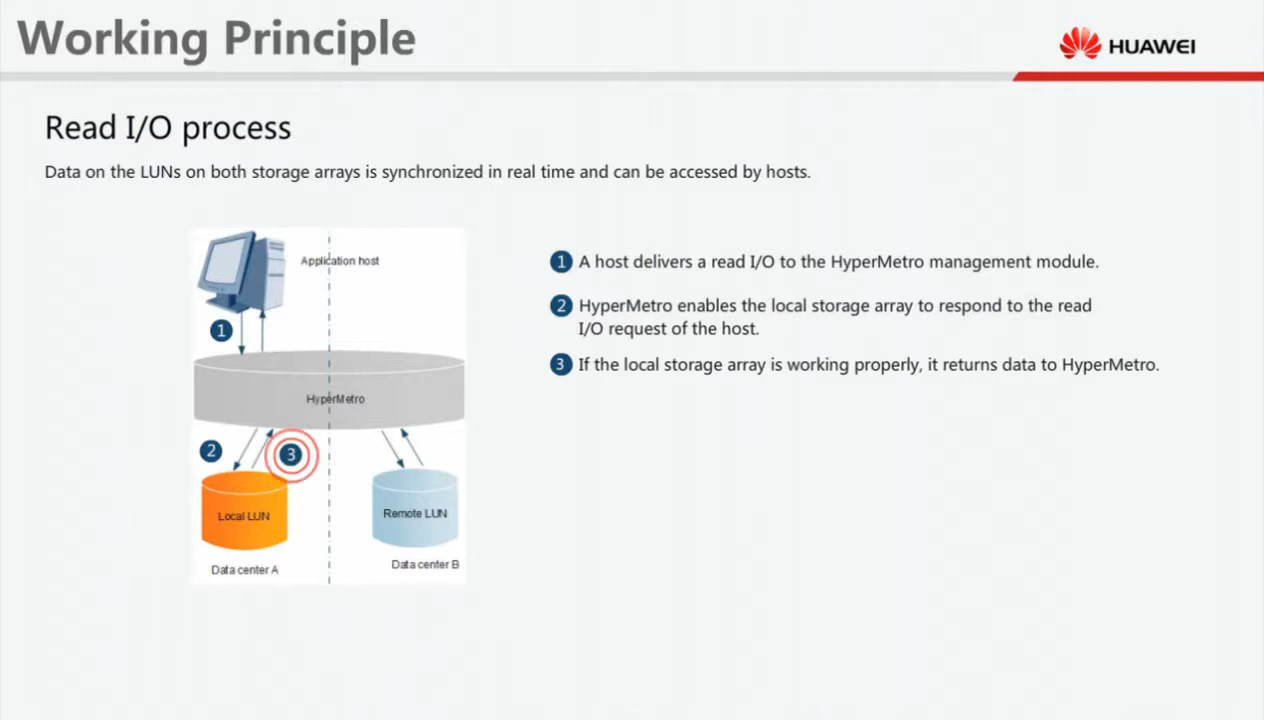 Working Principle
HUAWEI
Read I/O process
Data on the LUNs on both storage arrays is synchronized in real time and can be accessed by hosts.
Application host
1
HyperMetro
2
3
Local LUN
Remote LUN
Data center A
Data center B
1 A host delivers a read I/O to the HyperMetro management module.
2 HyperMetro enables the local storage array to respond to the read
I/O request of the host.
3 If the local storage array is working properly, it returns data to HyperMetro.